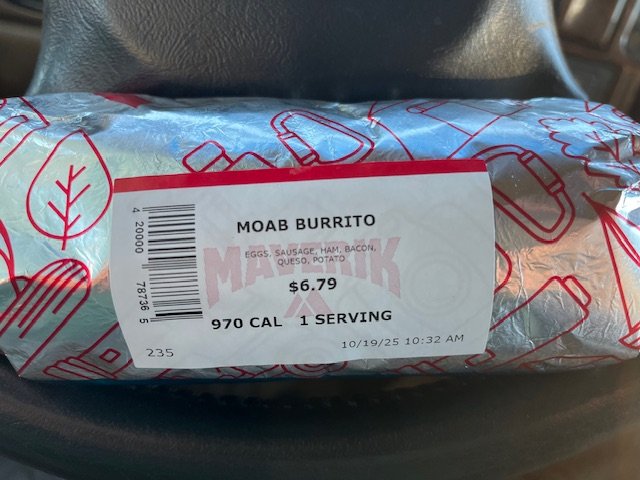 MOAB BURRITO
EGGS, SAUSAGE, HAM, BACON,
QUESO, POTATO
MAVERIK
$6.79
970 CAL 1 SERVING
10/19/25 10:32 AM
235
4 20000 78736 5